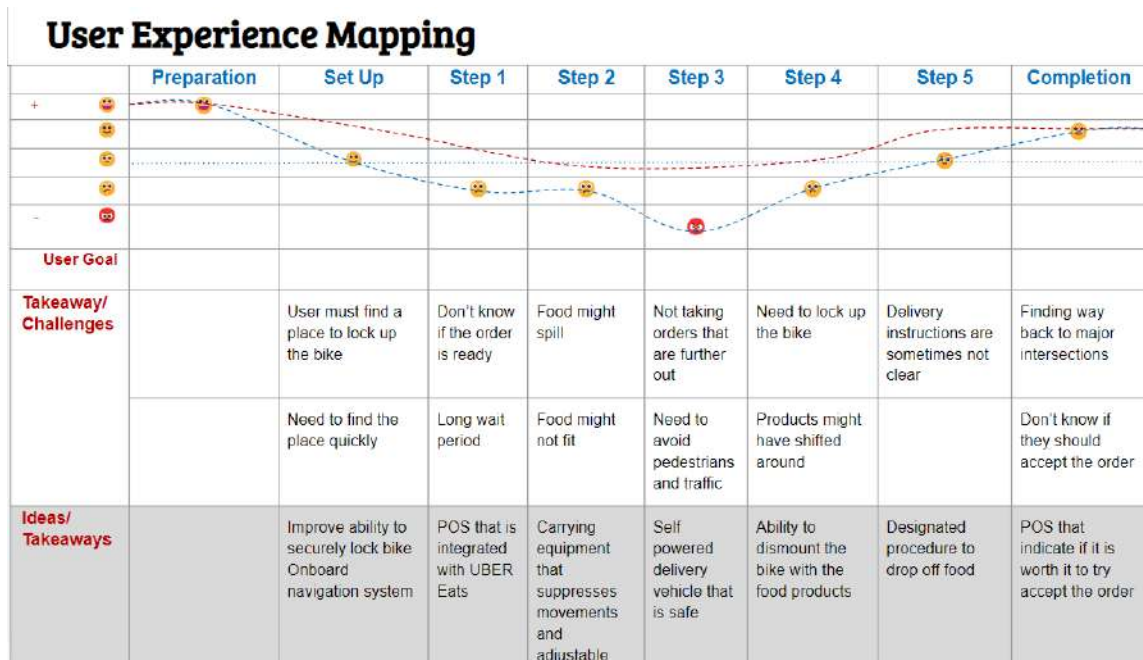 User Experience Mapping
Preparation Set Up Step 1 Step 2 Step 3 Step 4 Step 5 Completion
+
-
User Goal
Takeaway/
Challenges
User must find a
place to lock up
the bike
Don't know
if the order
is ready
Food might
spill
Not taking
orders that
are further
out
Need to lock up
the bike
Delivery
instructions are
sometimes not
clear
Finding way
back to major
intersections
Need to find the
place quickly
Long wait
period
Food might
not fit
Need to
avoid
pedestrians
and traffic
Products might
have shifted
around
Don't know if
they should
accept the order
Ideas/
Takeaways
Improve ability to
securely lock bike
Onboard
navigation system
POS that is
integrated
with UBER
Eats
Carrying
equipment
that
suppresses
movements
and
adjustable
Self
powered
delivery
vehicle that
is safe
Ability to
dismount the
bike with the
food products
Designated
procedure to
drop off food
POS that
indicate if it is
worth it to try
accept the order